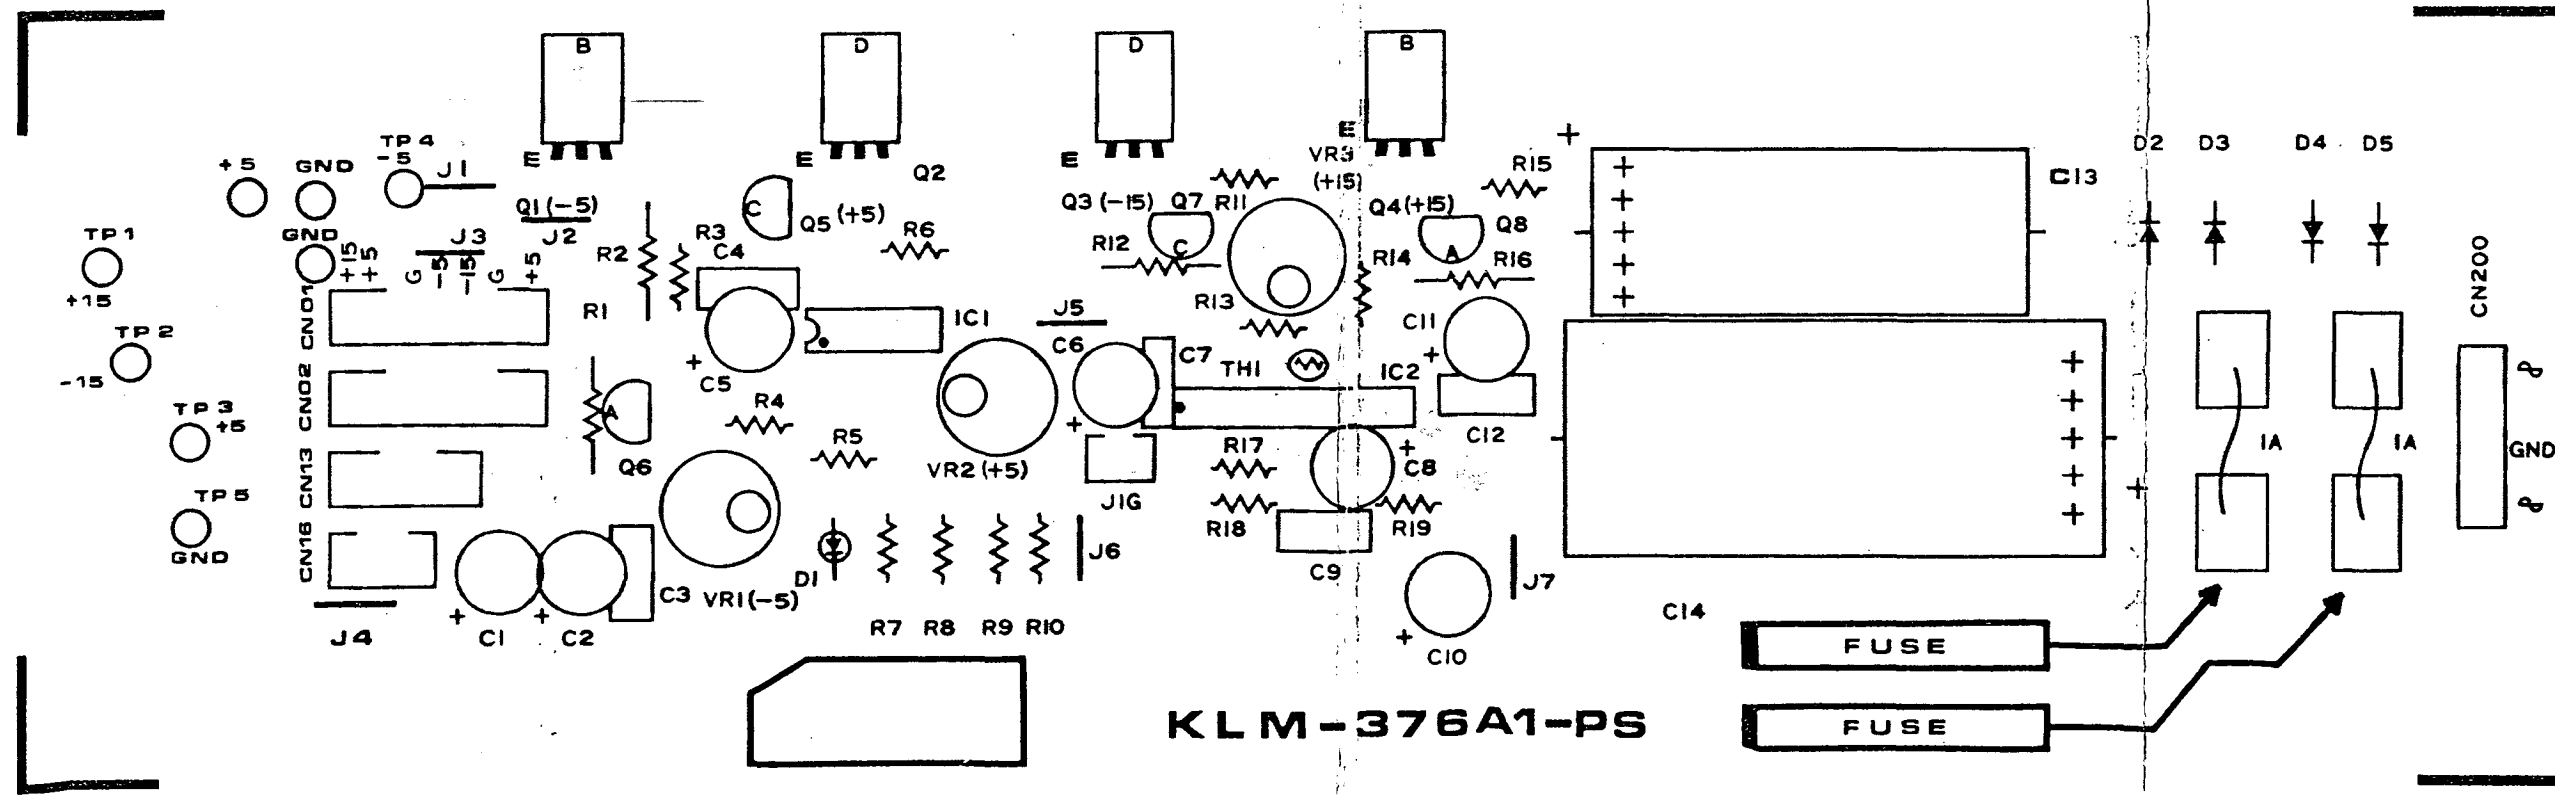 B
D
D
B
E
E
E
E
+
TP 4
-5
J1
+5
GND
GND
TP 1
+15
TP 2
-15
TP 3
+5
TP 5
GND
+15
+5
G
-5
-15
G
+5
J3
Q1 (-5)
J2
CN01
CN02
CN13
CN16
J4
R1
R2
R3
C4
C
Q5 (+5)
Q2
R6
IC1
+
C5
A
Q6
R4
R5
VR2 (+5)
J5
C6
+
C7
J1G
+
C1
+
C2
C3
VR1 (-5)
D1
R7
R8
R9
R10
J6
Q3 (-15)
Q7
R11
C
R12
R13
VR3
(+15)
R14
Q4 (+15)
Q8
A
R15
R16
TH1
IC2
C11
+
C12
R17
R18
+
C8
R19
C9
+
C10
J7
+
+
+
+
+
C13
+
+
+
+
+
+
C14
D2
D3
D4
D5
1A
1A
CN200
GND
FUSE
FUSE
KLM-376A1-PS